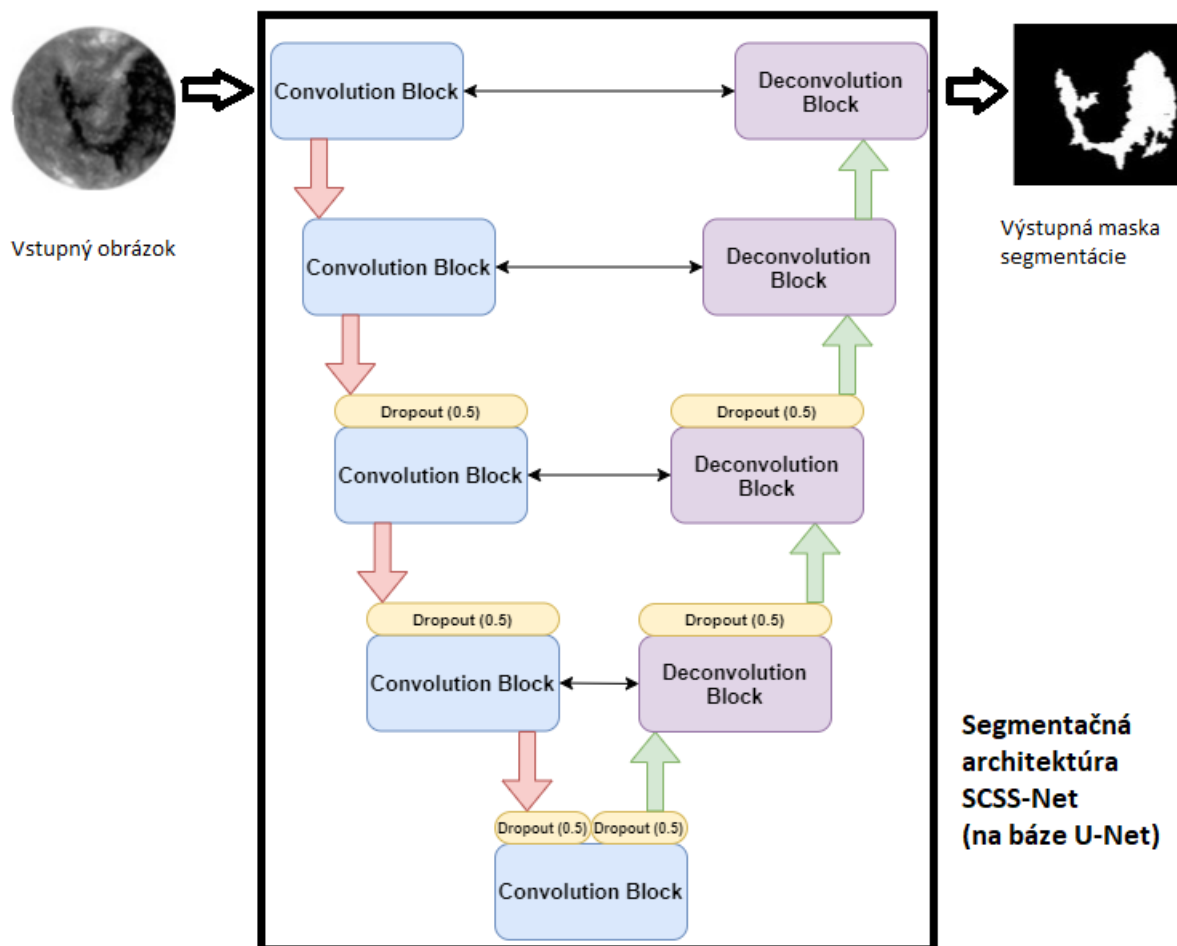 Convolution Block
Deconvolution
Block
Vstupný obrázok
Výstupná maska
segmentácie
Convolution Block
Deconvolution
Block
Dropout (0.5)
Dropout (0.5)
Convolution Block
Deconvolution
Block
Dropout (0.5)
Dropout (0.5)
Convolution Block
Deconvolution
Block
Segmentačná
architektúra
SCSS-Net
(na báze U-Net)
Dropout (0.5)
Dropout (0.5)
Convolution Block